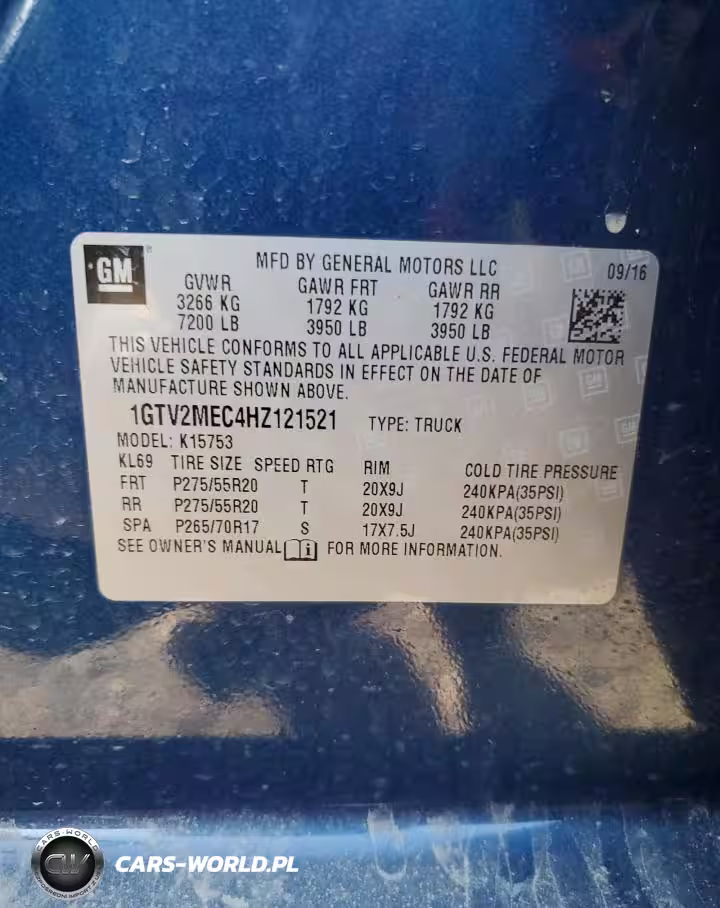 GM ®
MFD BY GENERAL MOTORS LLC 09/16
GVWR GAWR FRT GAWR RR
3266 KG 1792 KG 1792 KG
7200 LB 3950 LB 3950 LB
THIS VEHICLE CONFORMS TO ALL APPLICABLE U.S. FEDERAL MOTOR
VEHICLE SAFETY STANDARDS IN EFFECT ON THE DATE OF
MANUFACTURE SHOWN ABOVE.
1GTV2MEC4HZ121521 TYPE: TRUCK
MODEL: K15753
KL69 TIRE SIZE SPEED RTG RIM COLD TIRE PRESSURE
FRT P275/55R20 T 20X9J 240KPA(35PSI)
RR P275/55R20 T 20X9J 240KPA(35PSI)
SPA P265/70R17 S 17X7.5J 240KPA(35PSI)
SEE OWNER'S MANUAL i FOR MORE INFORMATION.
CARS-WORLD
CW
CARS-WORLD.PL